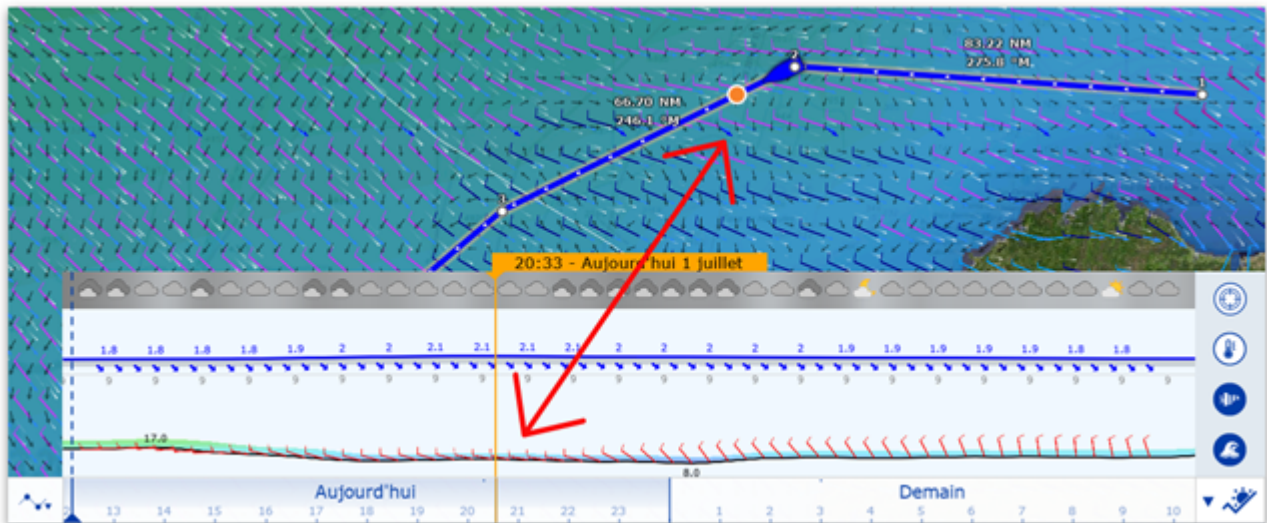 83.22 NM
275.8 °M
2
1
66.70 NM
246.1 °M
3
20:33 - Aujourd'hui 1 juillet
1.8 1.8 1.8 1.8 1.9 2 2 2.1 2.1 2.1 2.1 2 2 2 2 2 1.9 1.9 1.9 1.9 1.9 1.8 1.8
9 9 9 9 9 9 9 9 9 9 9 9 9 9 9 9 9 9 9 9 9 9 9 9
17.0
8.0
Aujourd'hui Demain
13 14 15 16 17 18 19 20 21 22 23 1 2 3 4 5 6 7 8 9 10